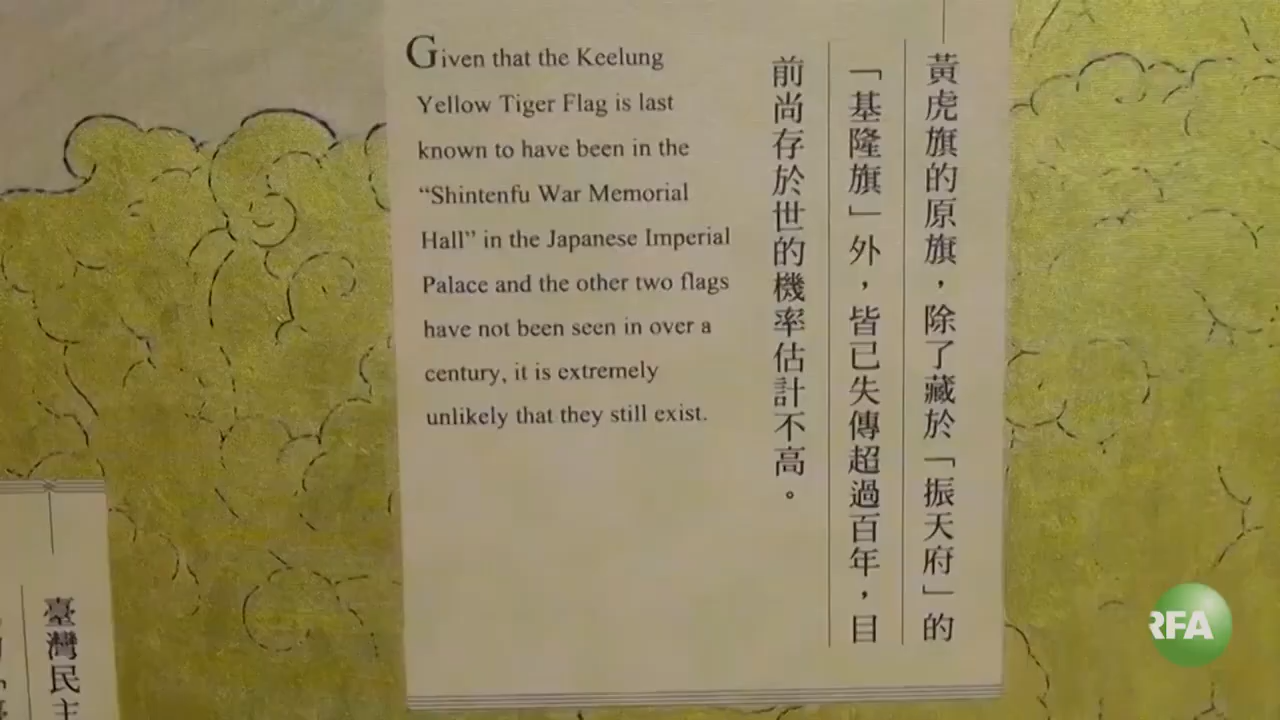 Given that the Keelung
Yellow Tiger Flag is last
known to have been in the
“Shintenfu War Memorial
Hall” in the Japanese Imperial
Palace and the other two flags
have not been seen in over a
century, it is extremely
unlikely that they still exist.
黃虎旗的原旗，除了藏於「振天府」的
「基隆旗」外，皆已失傳超過百年，目
前尚存於世的機率估計不高。
臺灣民主
RFA